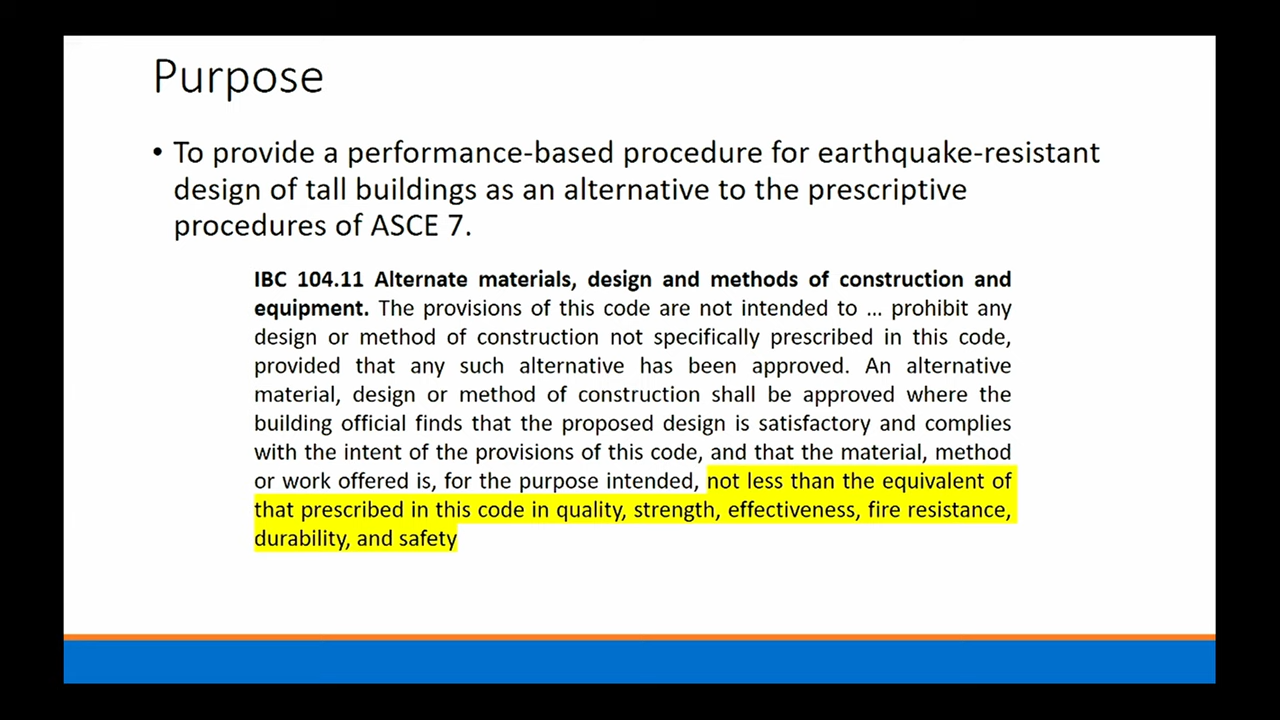 Purpose
• To provide a performance-based procedure for earthquake-resistant
design of tall buildings as an alternative to the prescriptive
procedures of ASCE 7.
IBC 104.11 Alternate materials, design and methods of construction and
equipment. The provisions of this code are not intended to ... prohibit any
design or method of construction not specifically prescribed in this code,
provided that any such alternative has been approved. An alternative
material, design or method of construction shall be approved where the
building official finds that the proposed design is satisfactory and complies
with the intent of the provisions of this code, and that the material, method
or work offered is, for the purpose intended, not less than the equivalent of
that prescribed in this code in quality, strength, effectiveness, fire resistance,
durability, and safety